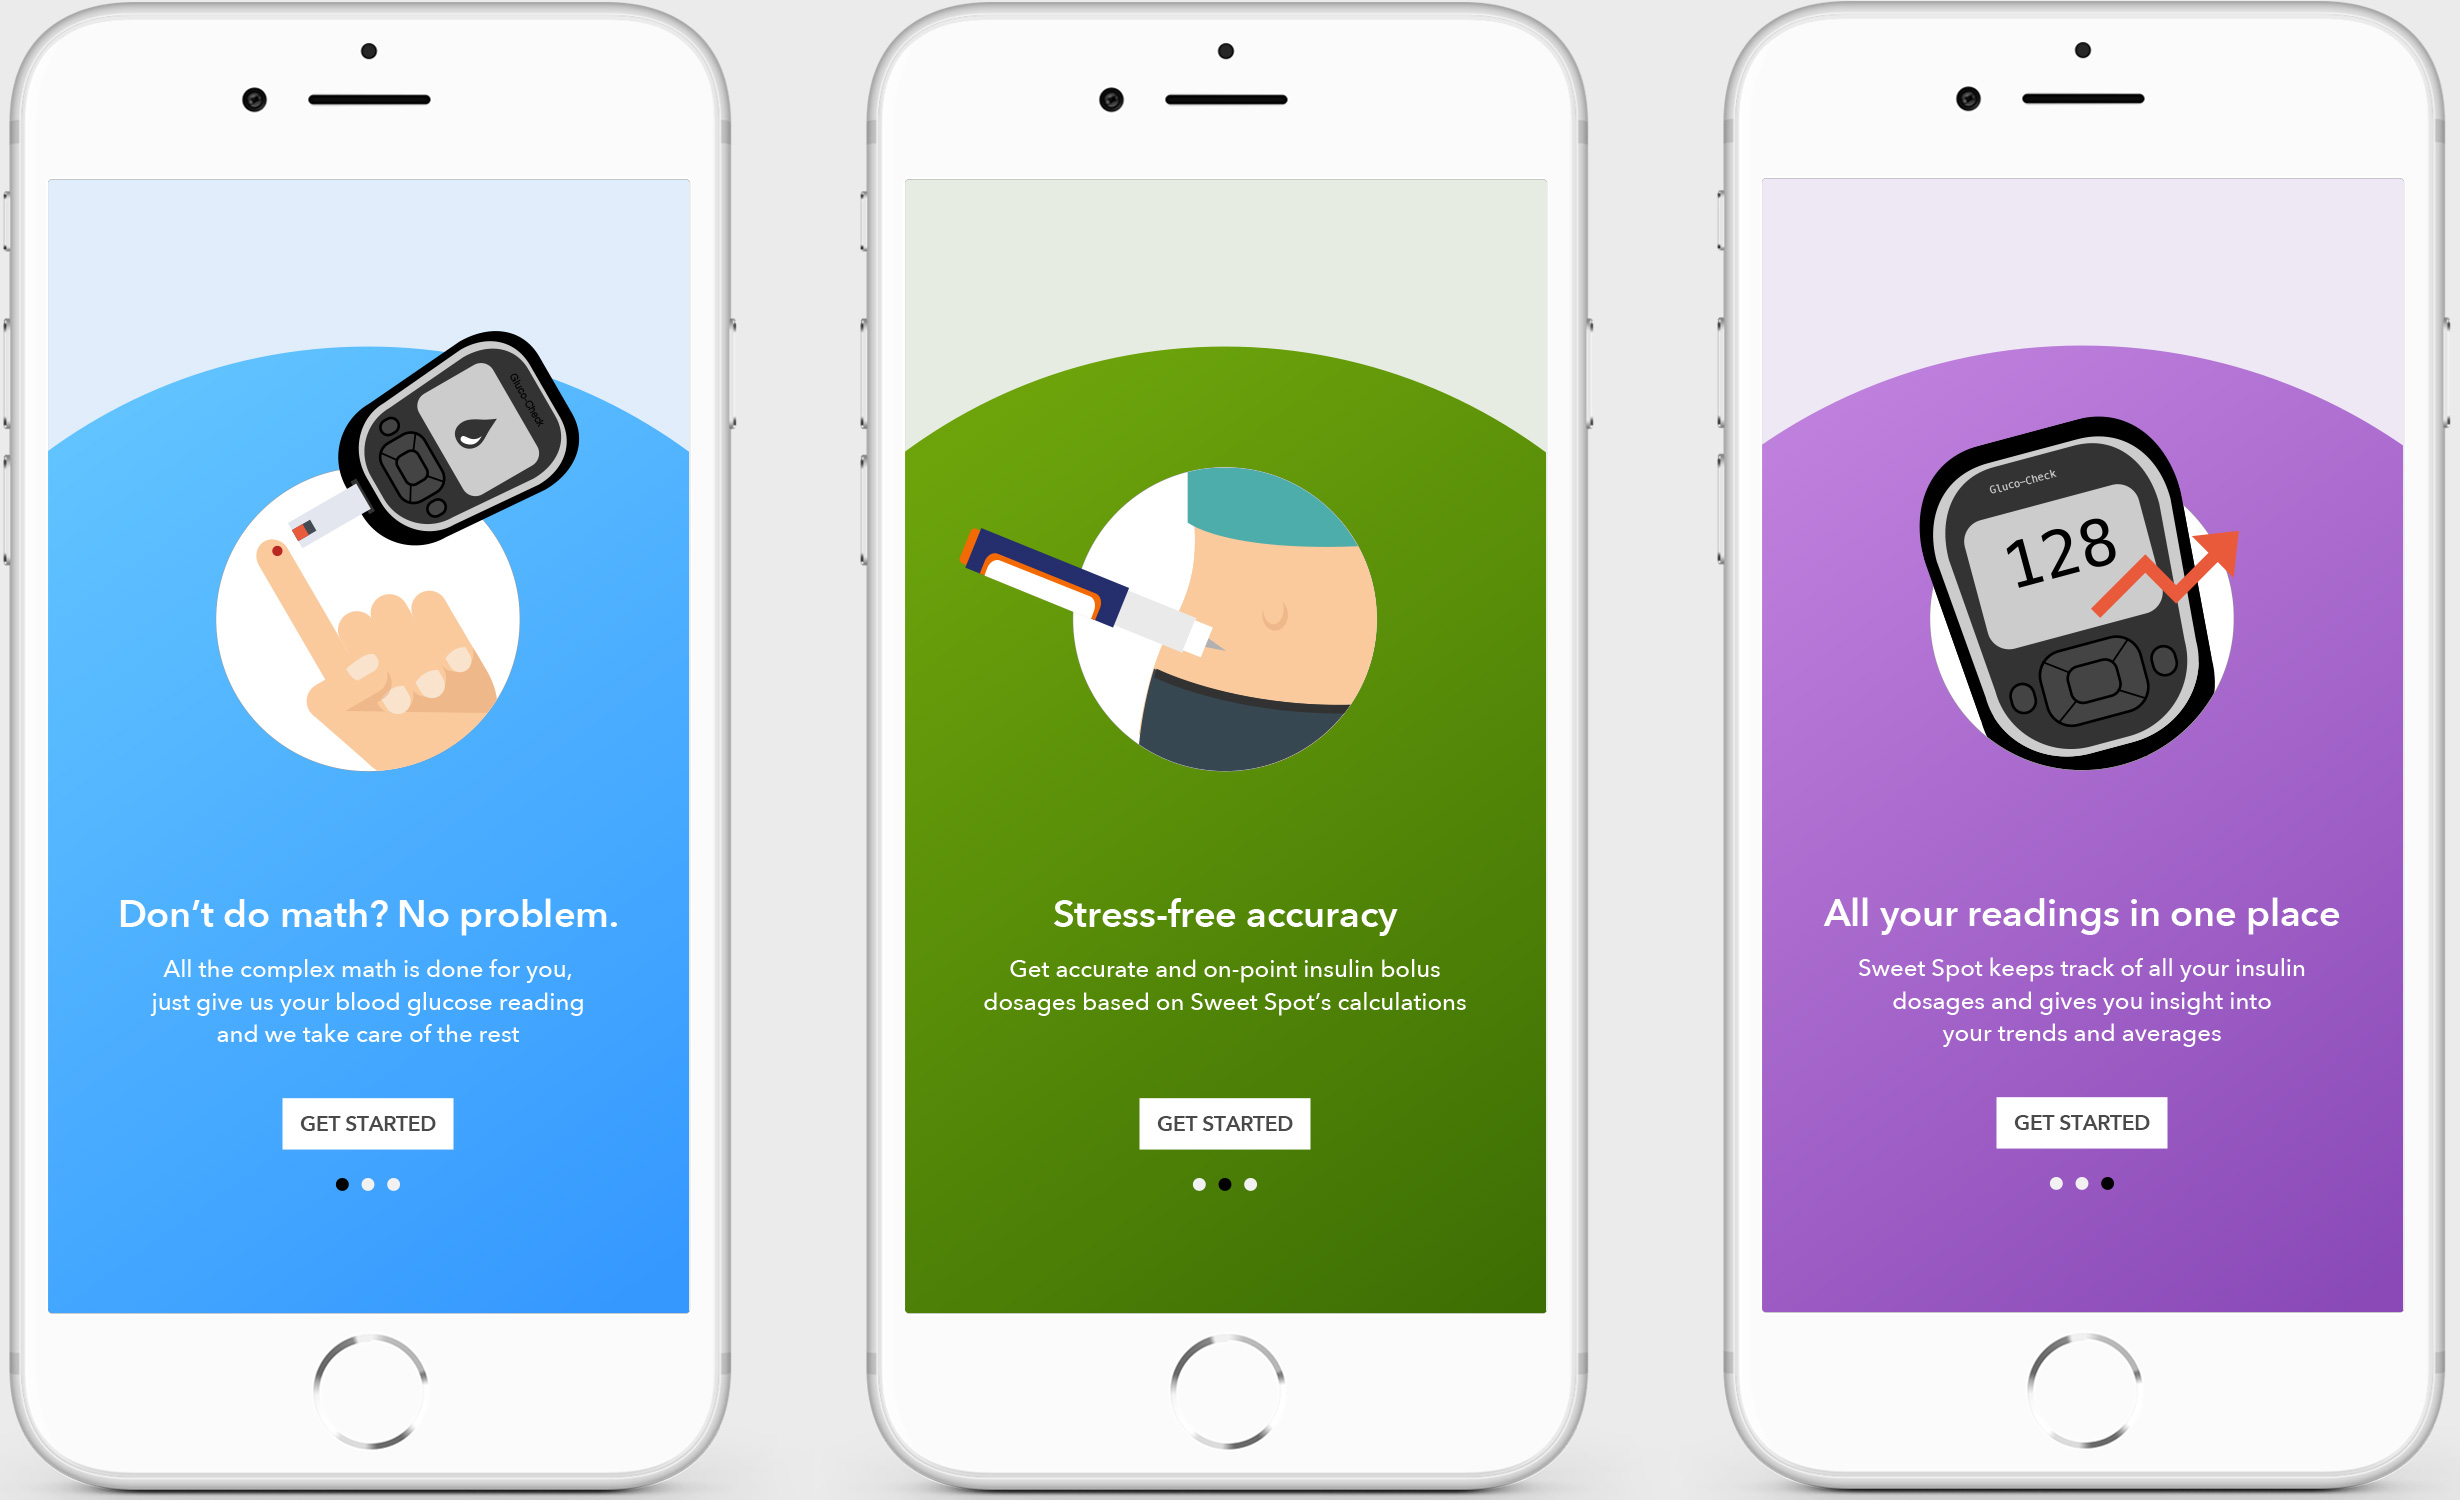 Gluco-Check
Don’t do math? No problem.
All the complex math is done for you,
just give us your blood glucose reading
and we take care of the rest
GET STARTED
Stress-free accuracy
Get accurate and on-point insulin bolus
dosages based on Sweet Spot’s calculations
GET STARTED
Gluco-Check
128
All your readings in one place
Sweet Spot keeps track of all your insulin
dosages and gives you insight into
your trends and averages
GET STARTED